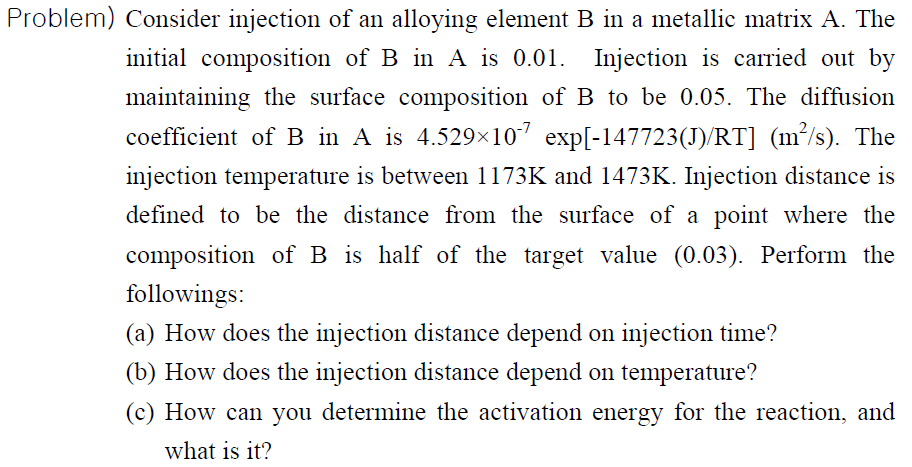 Problem) Consider injection of an alloying element B in a metallic matrix A. The
initial composition of B in A is 0.01. Injection is carried out by
maintaining the surface composition of B to be 0.05. The diffusion
coefficient of B in A is 4.529×10⁻⁷ exp[-147723(J)/RT] (m²/s). The
injection temperature is between 1173K and 1473K. Injection distance is
defined to be the distance from the surface of a point where the
composition of B is half of the target value (0.03). Perform the
followings:
(a) How does the injection distance depend on injection time?
(b) How does the injection distance depend on temperature?
(c) How can you determine the activation energy for the reaction, and
what is it?